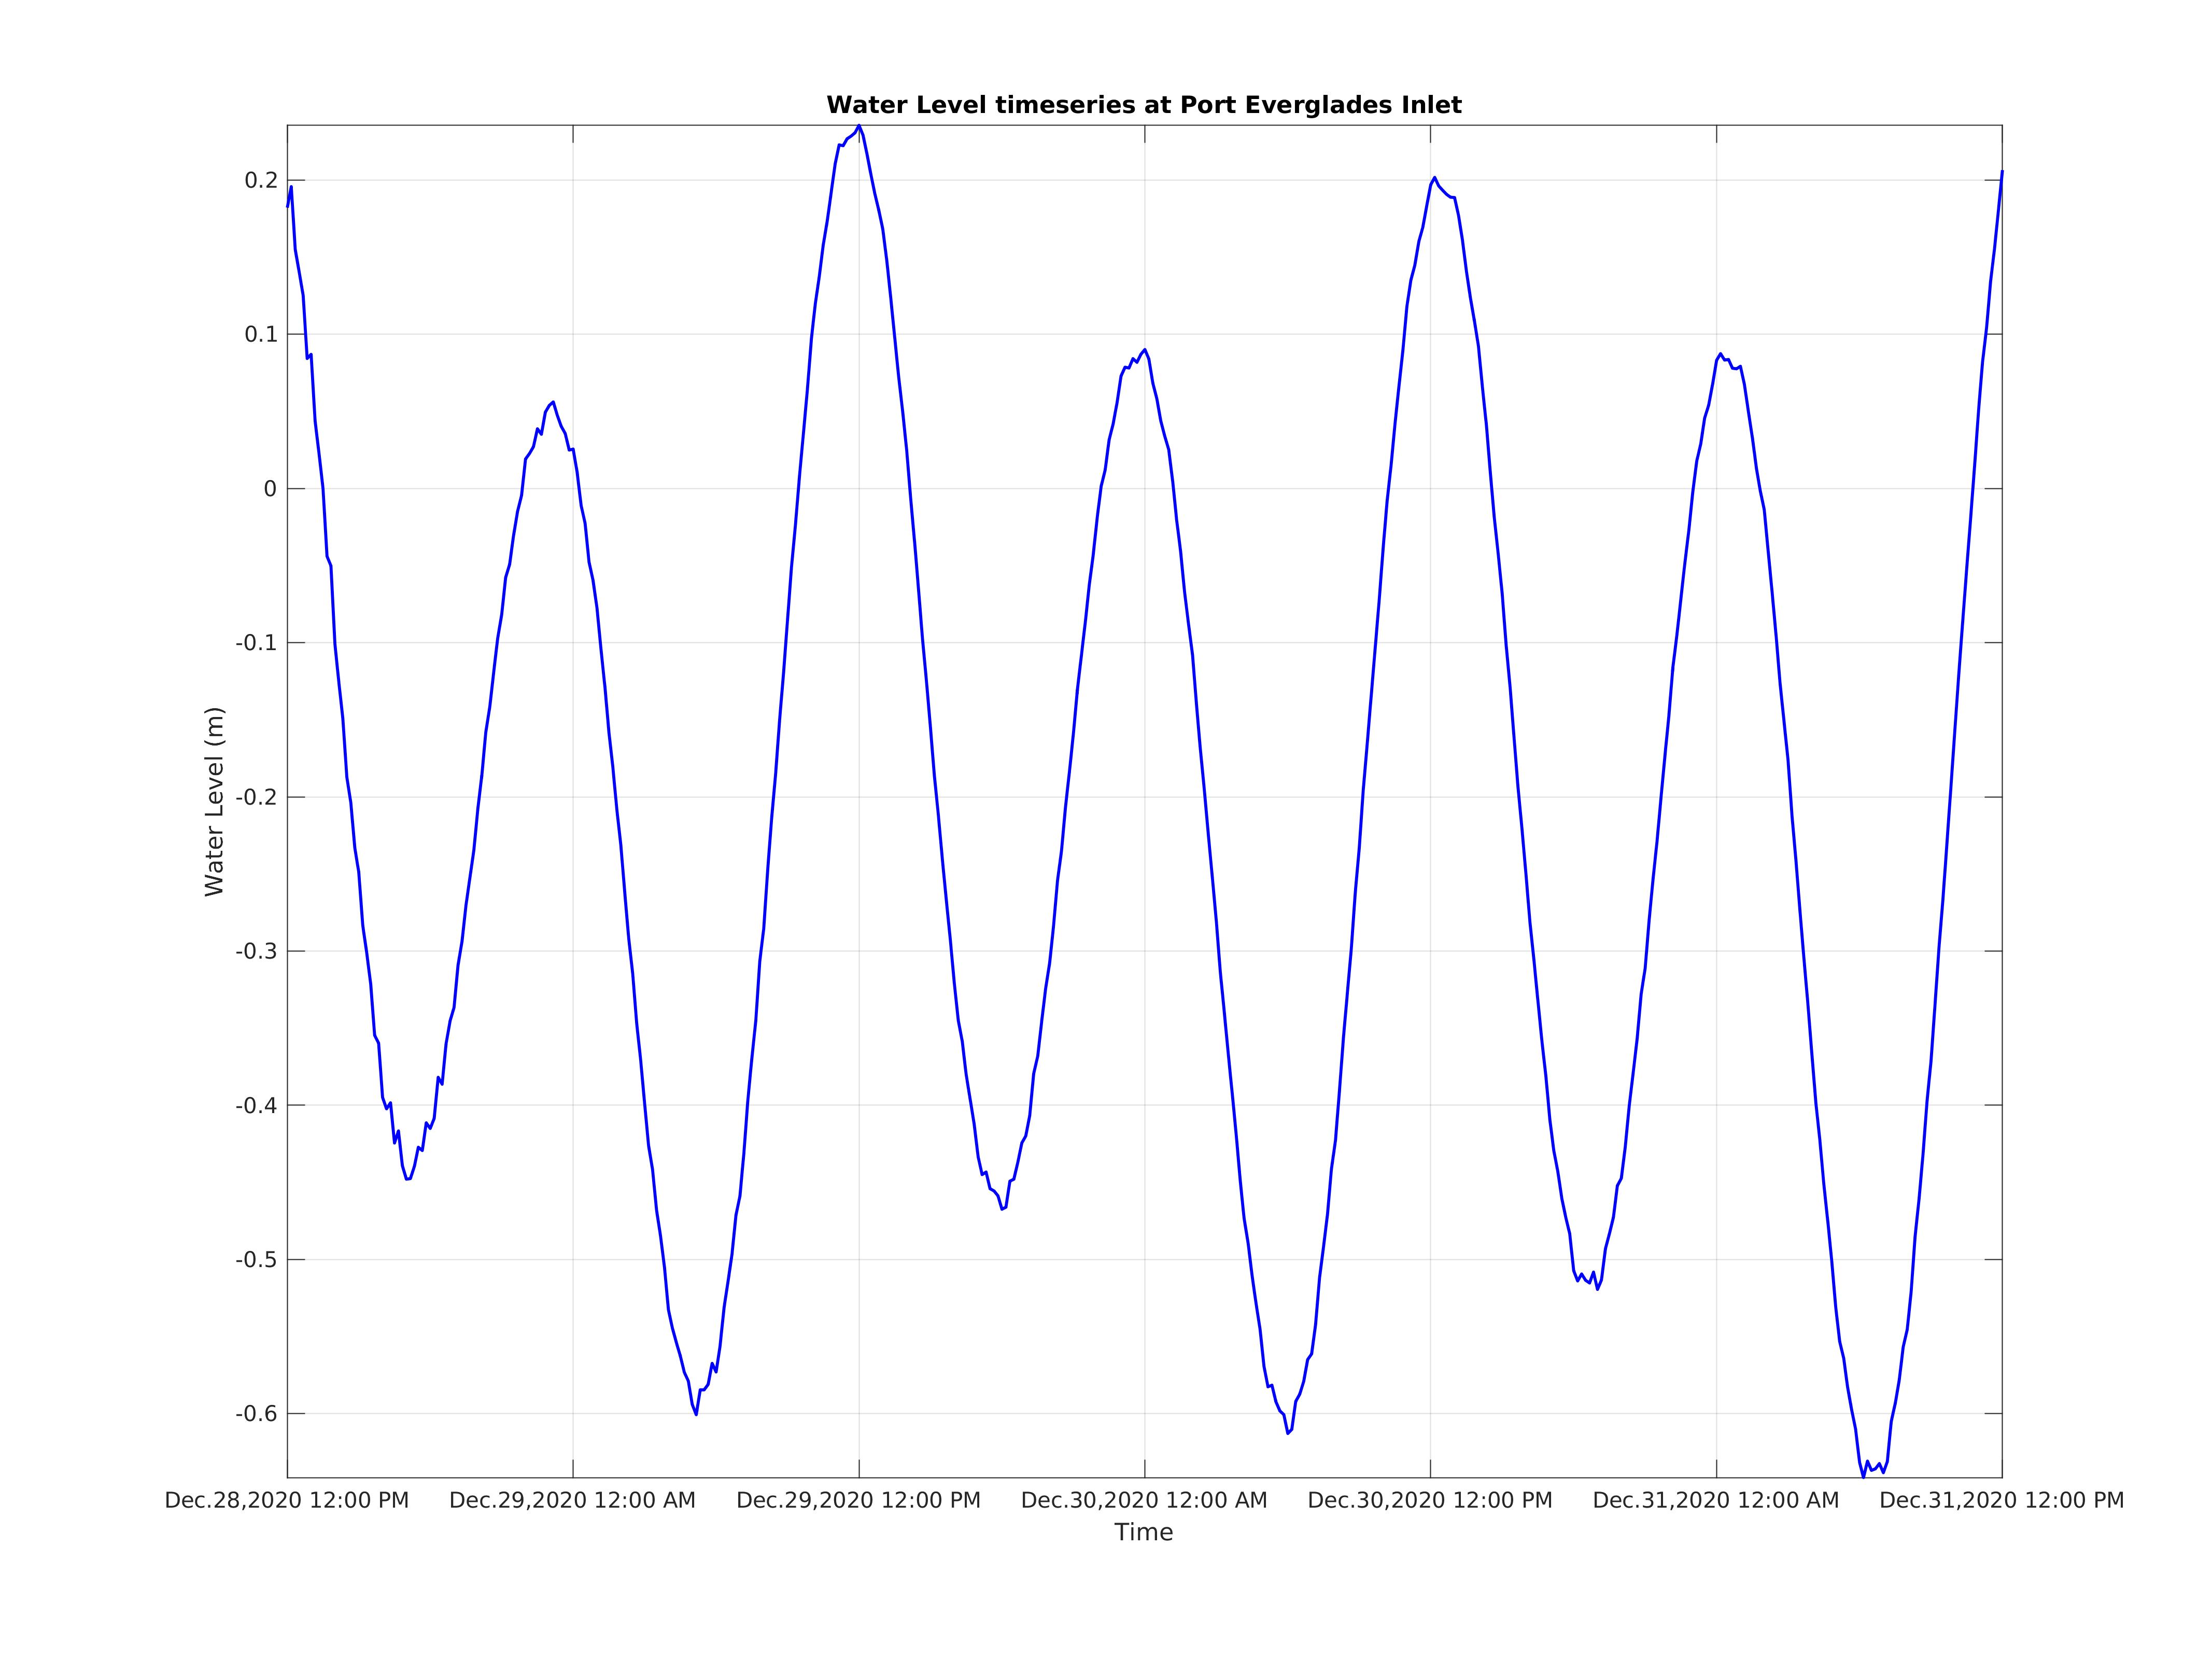 Water Level timeseries at Port Everglades Inlet
0.2
0.1
0
-0.1
-0.2
-0.3
-0.4
-0.5
-0.6
Water Level (m)
Dec.28,2020 12:00 PM
Dec.29,2020 12:00 AM
Dec.29,2020 12:00 PM
Dec.30,2020 12:00 AM
Dec.30,2020 12:00 PM
Dec.31,2020 12:00 AM
Dec.31,2020 12:00 PM
Time